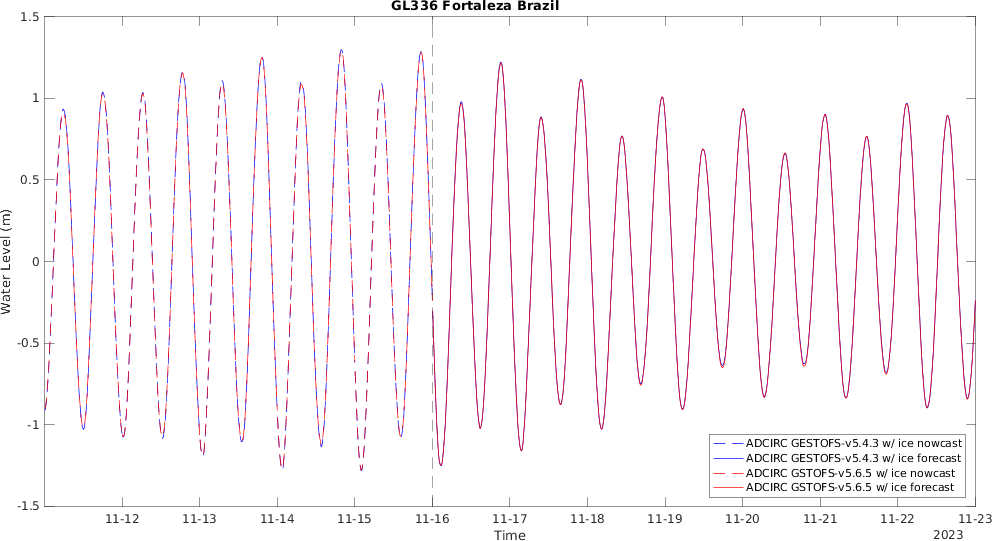 GL336 Fortaleza Brazil
1.5
1
0.5
0
-0.5
-1
-1.5
Water Level (m)
ADCIRC GESTOFS-v5.4.3 w/ ice nowcast
ADCIRC GESTOFS-v5.4.3 w/ ice forecast
ADCIRC GSTOFS-v5.6.5 w/ ice nowcast
ADCIRC GSTOFS-v5.6.5 w/ ice forecast
11-12 11-13 11-14 11-15 11-16 11-17 11-18 11-19 11-20 11-21 11-22 11-23
Time
2023